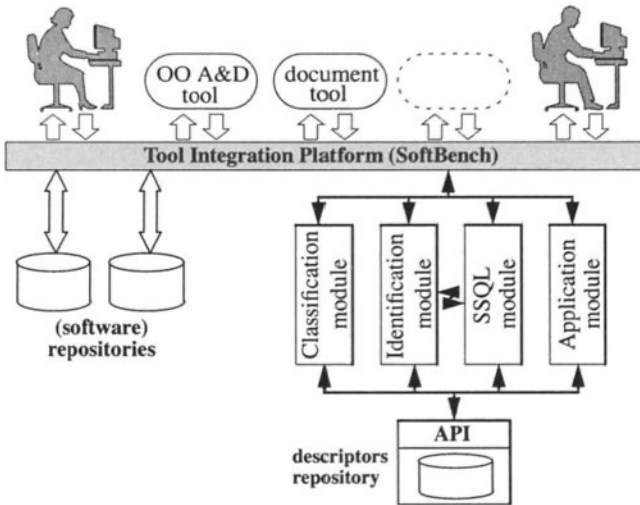 OO A&D
tool
document
tool
Tool Integration Platform (SoftBench)
(software)
repositories
Classification
module
Identification
module
SSQL
module
Application
module
API
descriptors
repository